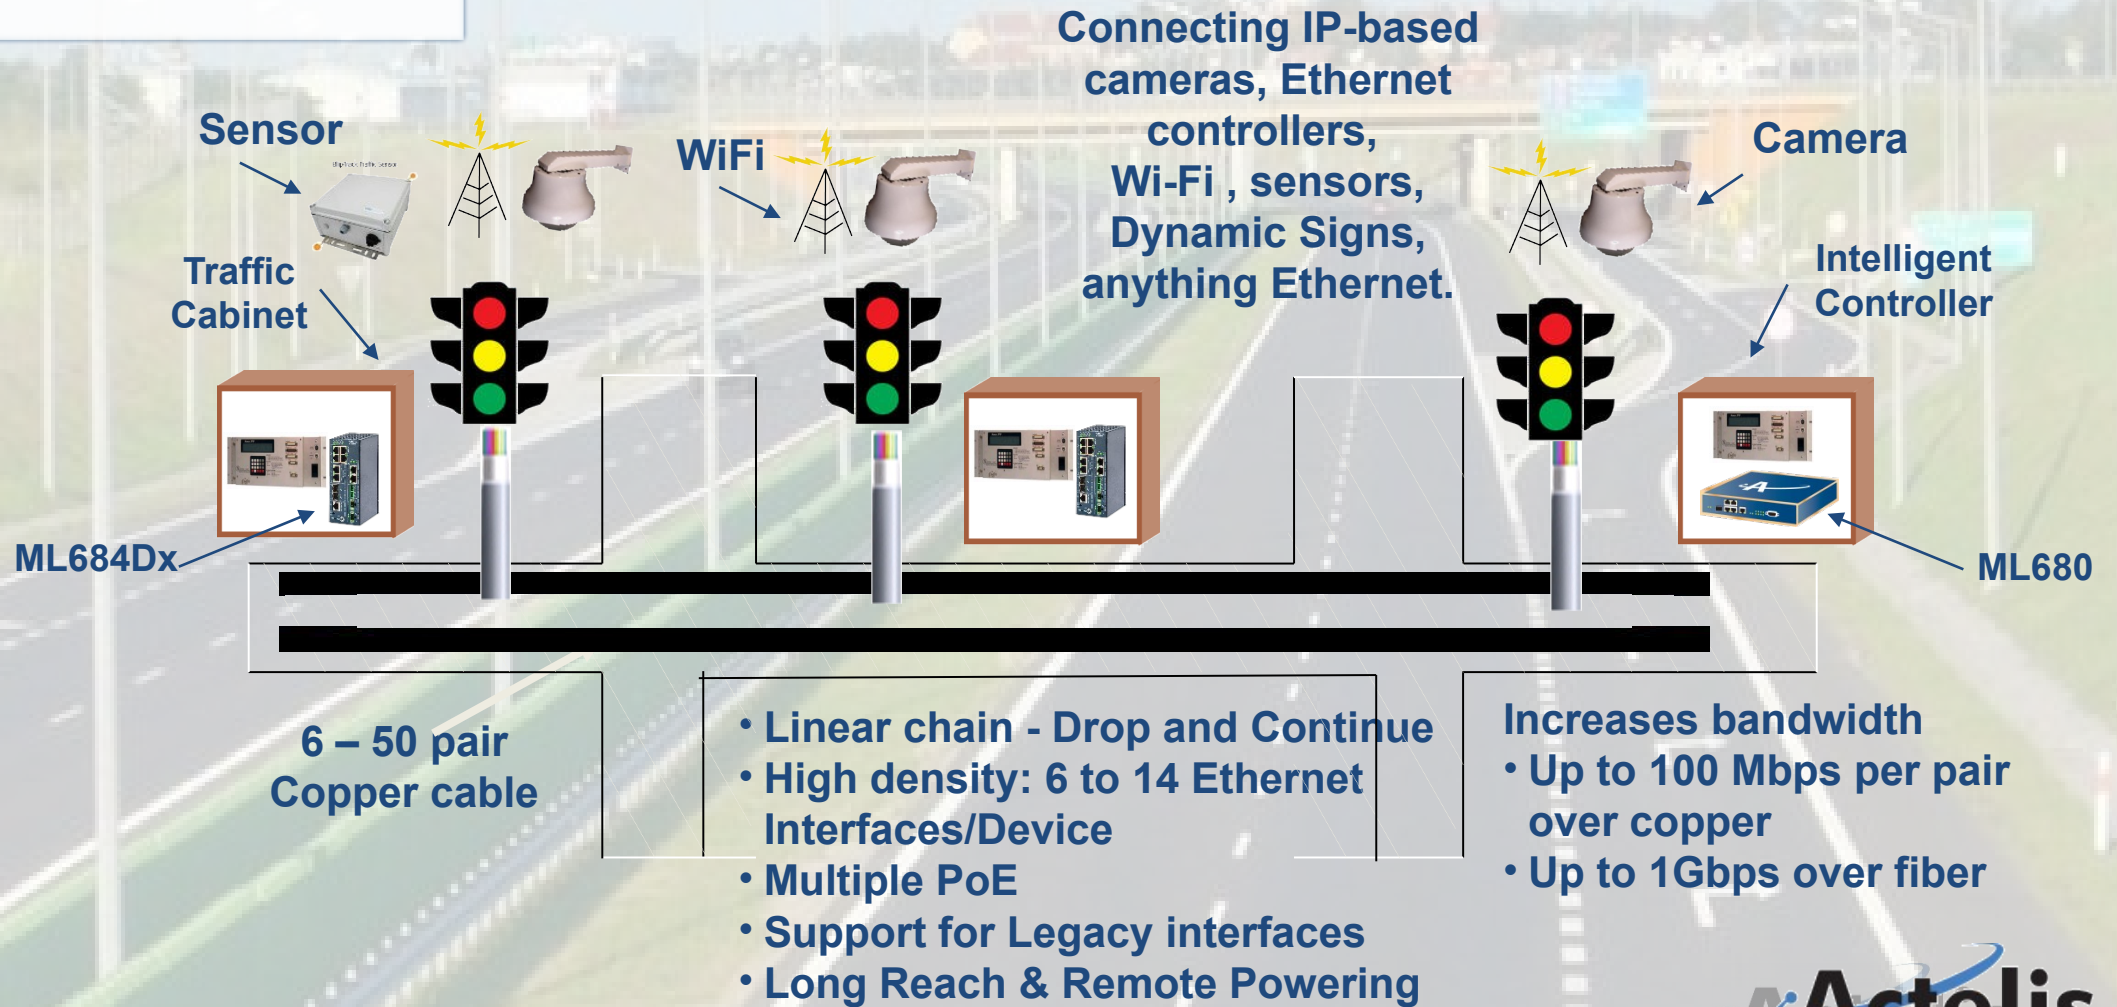 Connecting IP-based
cameras, Ethernet
controllers,
Wi-Fi , sensors,
Dynamic Signs,
anything Ethernet.
Sensor
WiFi
Camera
Traffic
Cabinet
Intelligent
Controller
ML684Dx
ML680
6 – 50 pair
Copper cable
• Linear chain - Drop and Continue
• High density: 6 to 14 Ethernet
Interfaces/Device
• Multiple PoE
• Support for Legacy interfaces
• Long Reach & Remote Powering
Increases bandwidth
• Up to 100 Mbps per pair
over copper
• Up to 1Gbps over fiber
Actelis